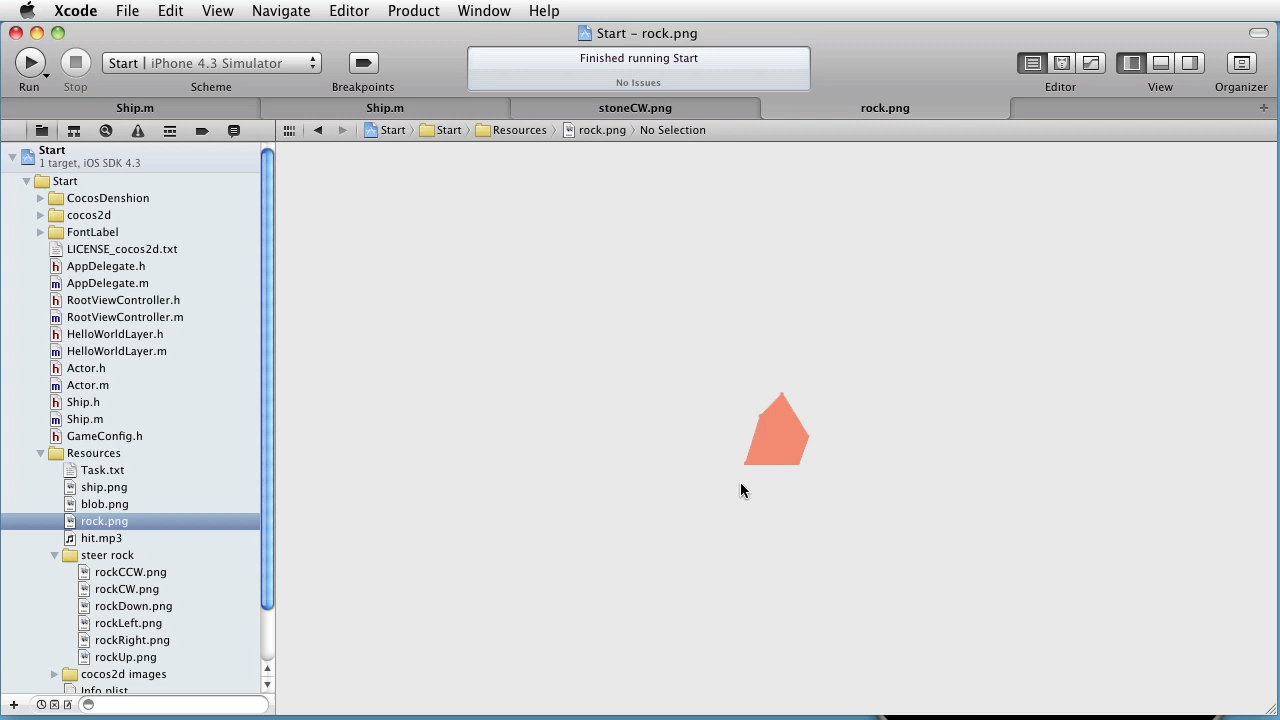 Xcode File Edit View Navigate Editor Product Window Help
Start – rock.png
Start | iPhone 4.3 Simulator
Finished running Start
No Issues
Run Stop Scheme Breakpoints Editor View Organizer
Ship.m Ship.m stoneCW.png rock.png
Start Start Resources rock.png No Selection
Start
1 target, iOS SDK 4.3
Start
CocosDenshion
cocos2d
FontLabel
LICENSE_cocos2d.txt
AppDelegate.h
AppDelegate.m
RootViewController.h
RootViewController.m
HelloWorldLayer.h
HelloWorldLayer.m
Actor.h
Actor.m
Ship.h
Ship.m
GameConfig.h
Resources
Task.txt
ship.png
blob.png
rock.png
hit.mp3
steer rock
rockCCW.png
rockCW.png
rockDown.png
rockLeft.png
rockRight.png
rockUp.png
cocos2d images
Info.plist